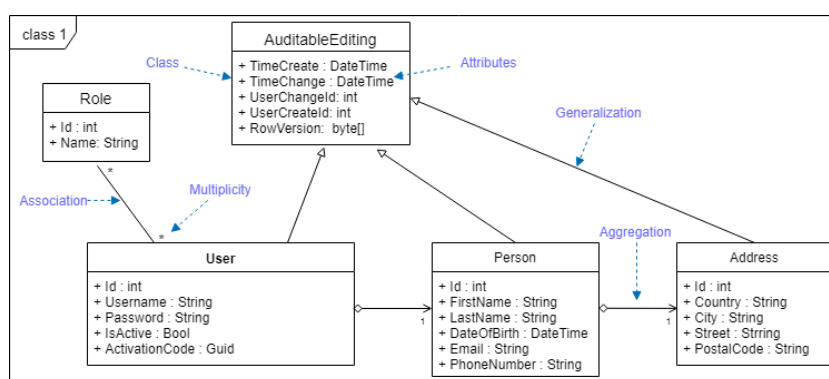 class 1
AuditableEditing
+ TimeCreate : DateTime
+ TimeChange : DateTime
+ UserChangeId: int
+ UserCreateId: int
+ RowVersion: byte[]
Class
Attributes
Role
+ Id : int
+ Name: String
Generalization
*
Association
Multiplicity
*
Aggregation
User
+ Id : int
+ Username : String
+ Password : String
+ IsActive : Bool
+ ActivationCode : Guid
1
Person
+ Id : int
+ FirstName : String
+ LastName : String
+ DateOfBirth : DateTime
+ Email : String
+ PhoneNumber : String
1
Address
+ Id : int
+ Country : String
+ City : String
+ Street : Strring
+ PostalCode : String